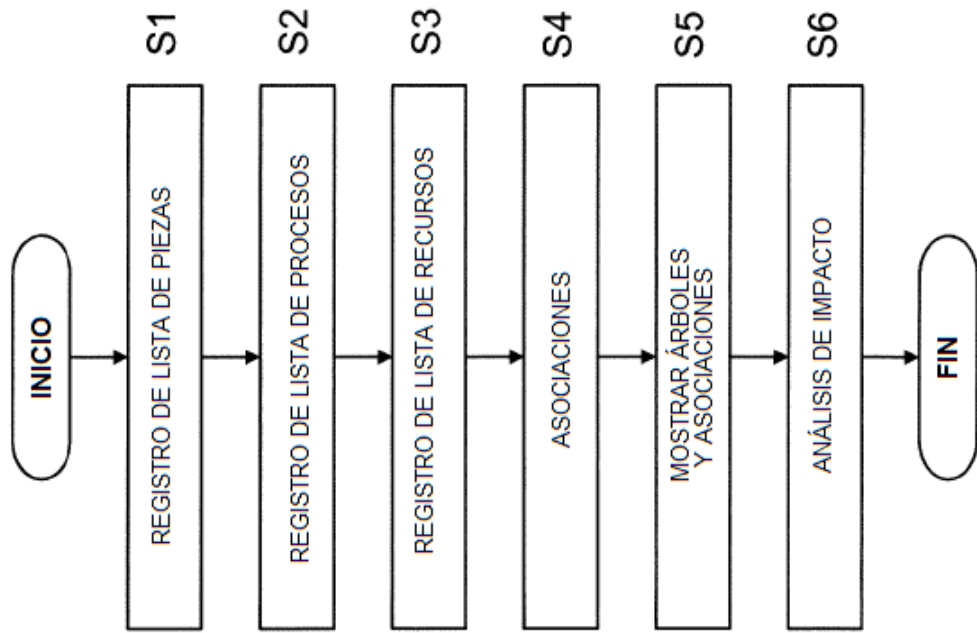 INICIO
REGISTRO DE LISTA DE PIEZAS
S1
REGISTRO DE LISTA DE PROCESOS
S2
REGISTRO DE LISTA DE RECURSOS
S3
ASOCIACIONES
S4
MOSTRAR ÁRBOLES
Y ASOCIACIONES
S5
ANÁLISIS DE IMPACTO
S6
FIN